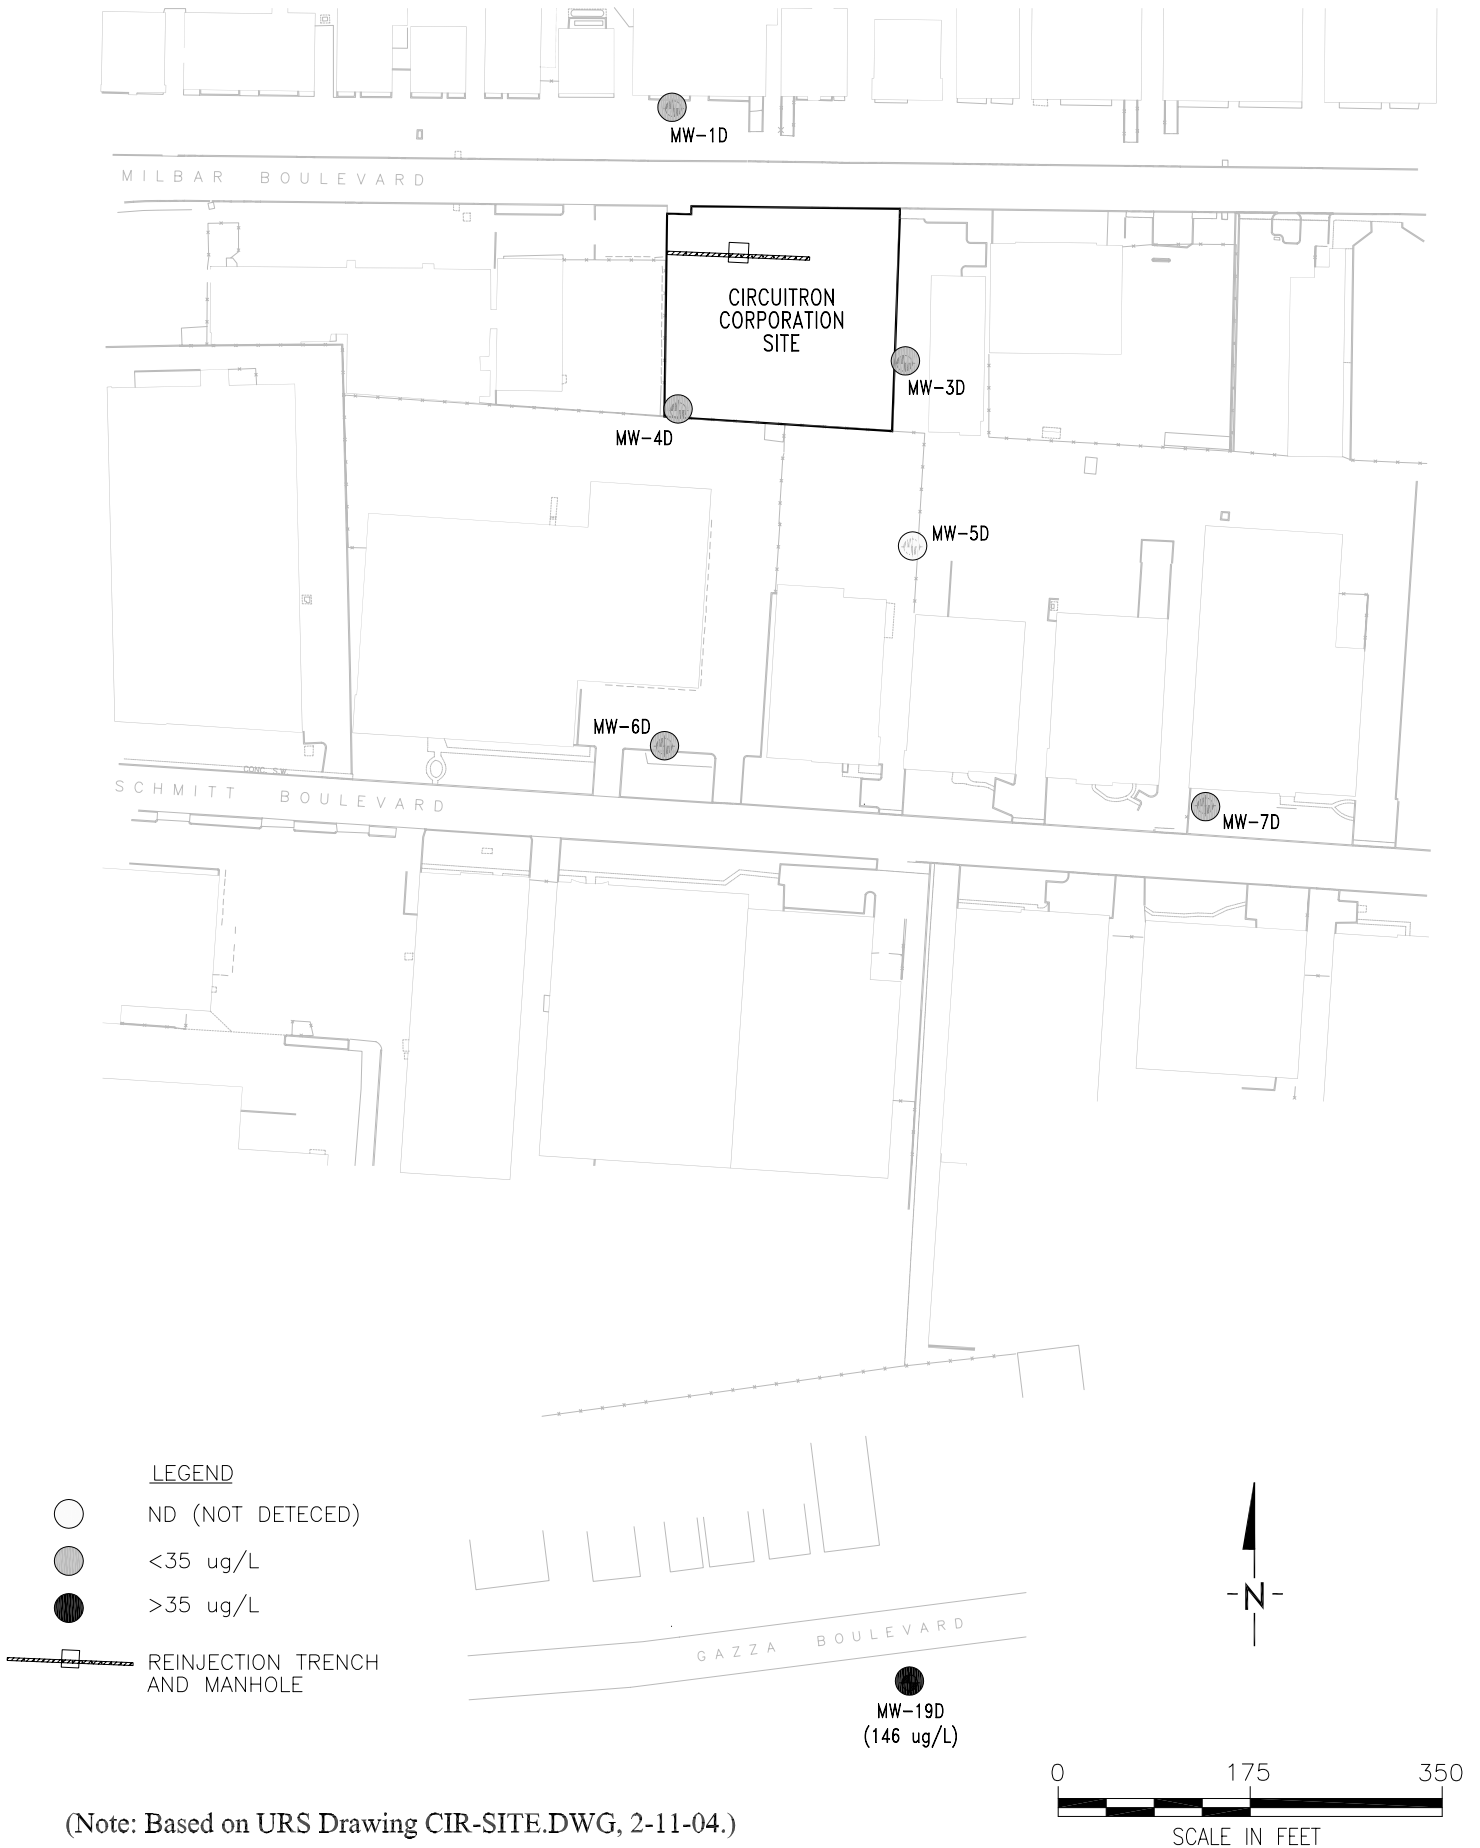 MW-1D
MILBAR BOULEVARD
CIRCUITRON
CORPORATION
SITE
MW-3D
MW-4D
MW-5D
MW-6D
CONC. S.W.
SCHMITT BOULEVARD
MW-7D
LEGEND
ND (NOT DETECED)
<35 ug/L
>35 ug/L
REINJECTION TRENCH
AND MANHOLE
GAZZA BOULEVARD
MW-19D
(146 ug/L)
-N-
0 175 350
SCALE IN FEET
(Note: Based on URS Drawing CIR-SITE.DWG, 2-11-04.)